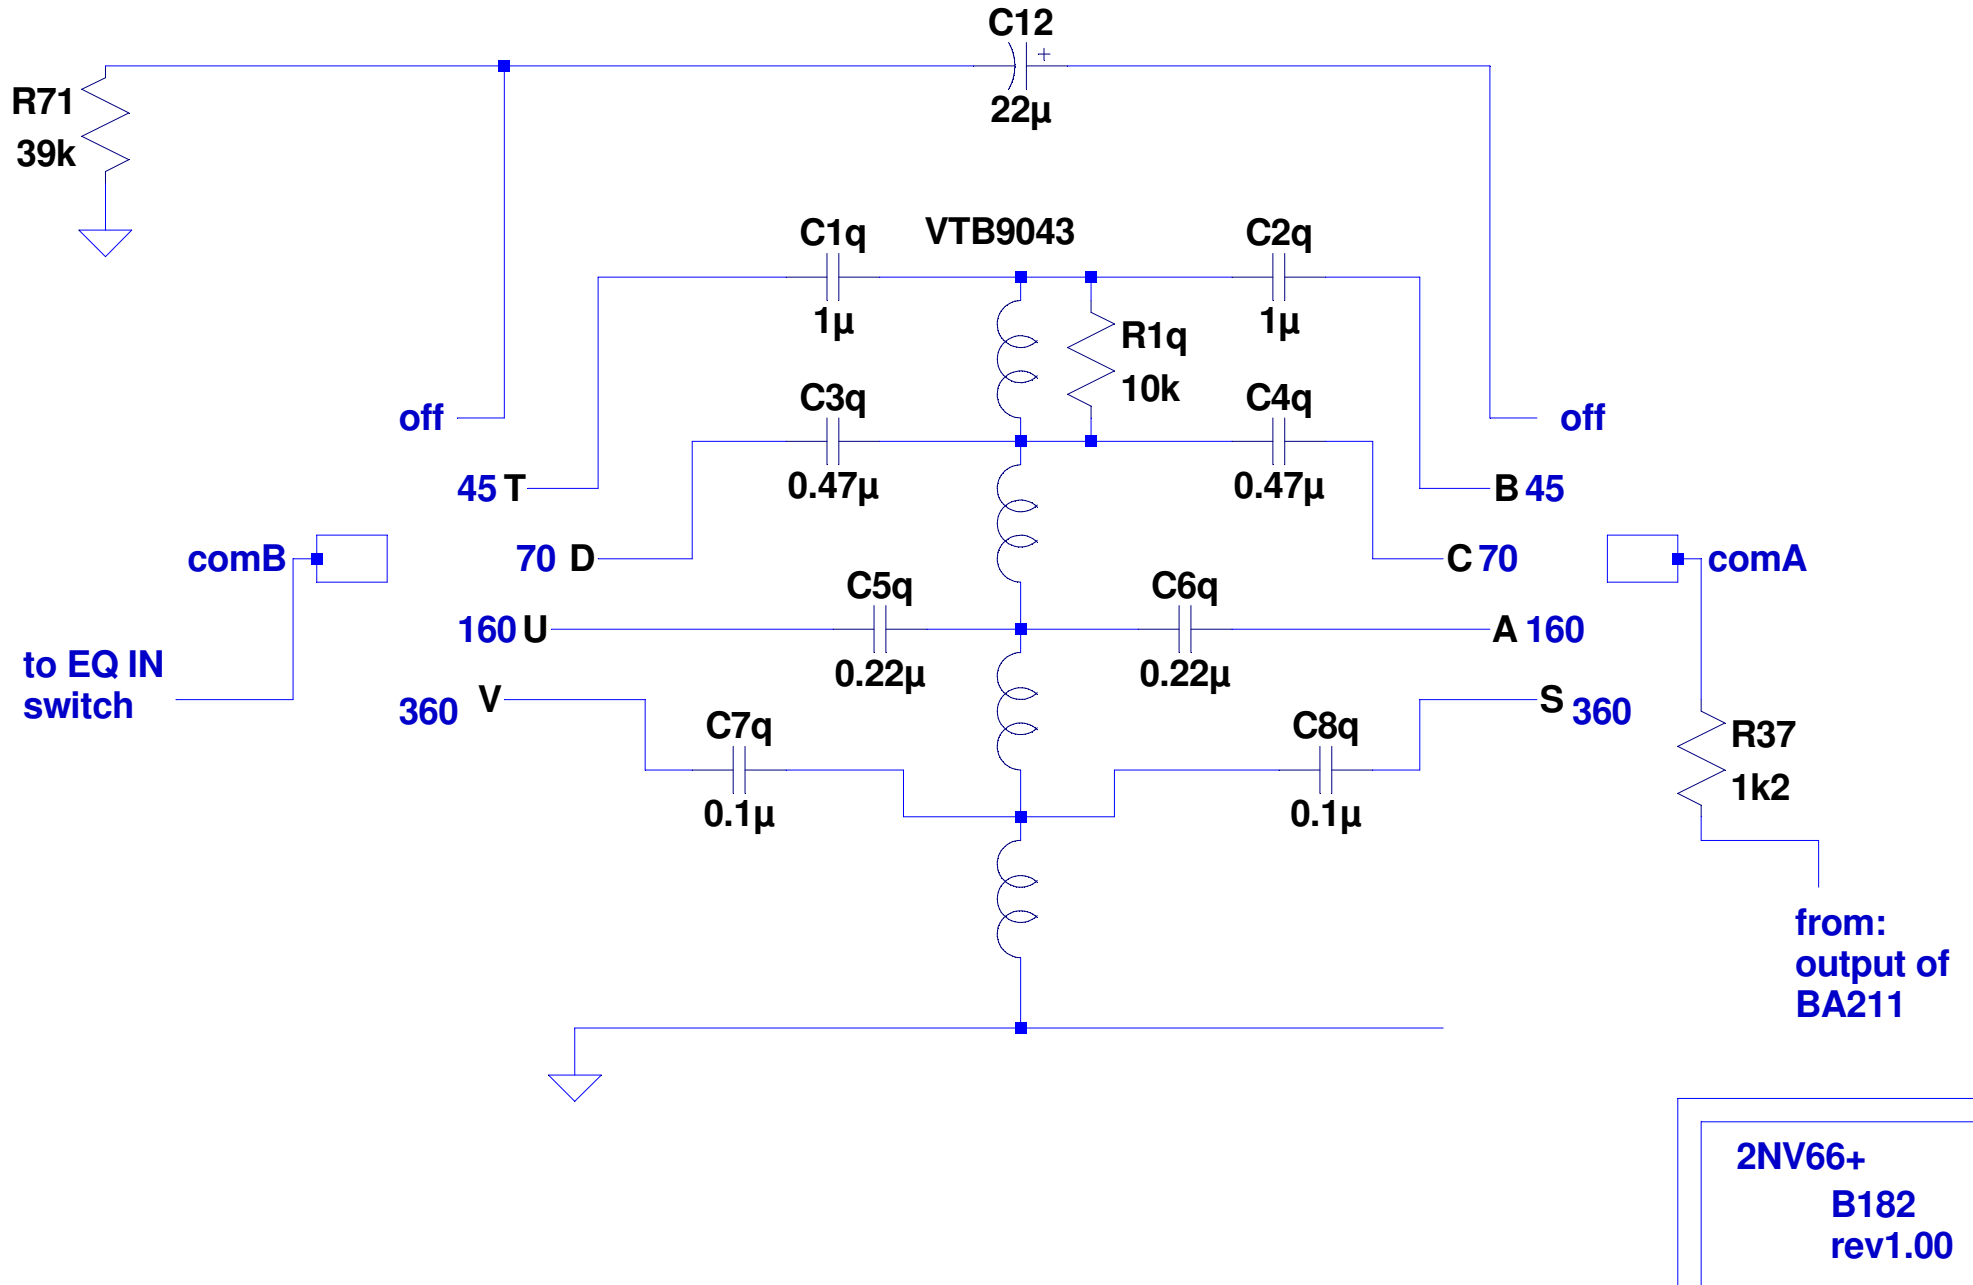 C12
+
22µ
R71
39k
VTB9043
C1q
1µ
C2q
1µ
R1q
10k
C3q
0.47µ
C4q
0.47µ
off
off
45 T
B 45
comB
70 D
C 70
comA
C5q
0.22µ
C6q
0.22µ
160 U
A 160
to EQ IN
switch
360 V
S 360
C7q
0.1µ
C8q
0.1µ
R37
1k2
from:
output of
BA211
2NV66+
B182
rev1.00